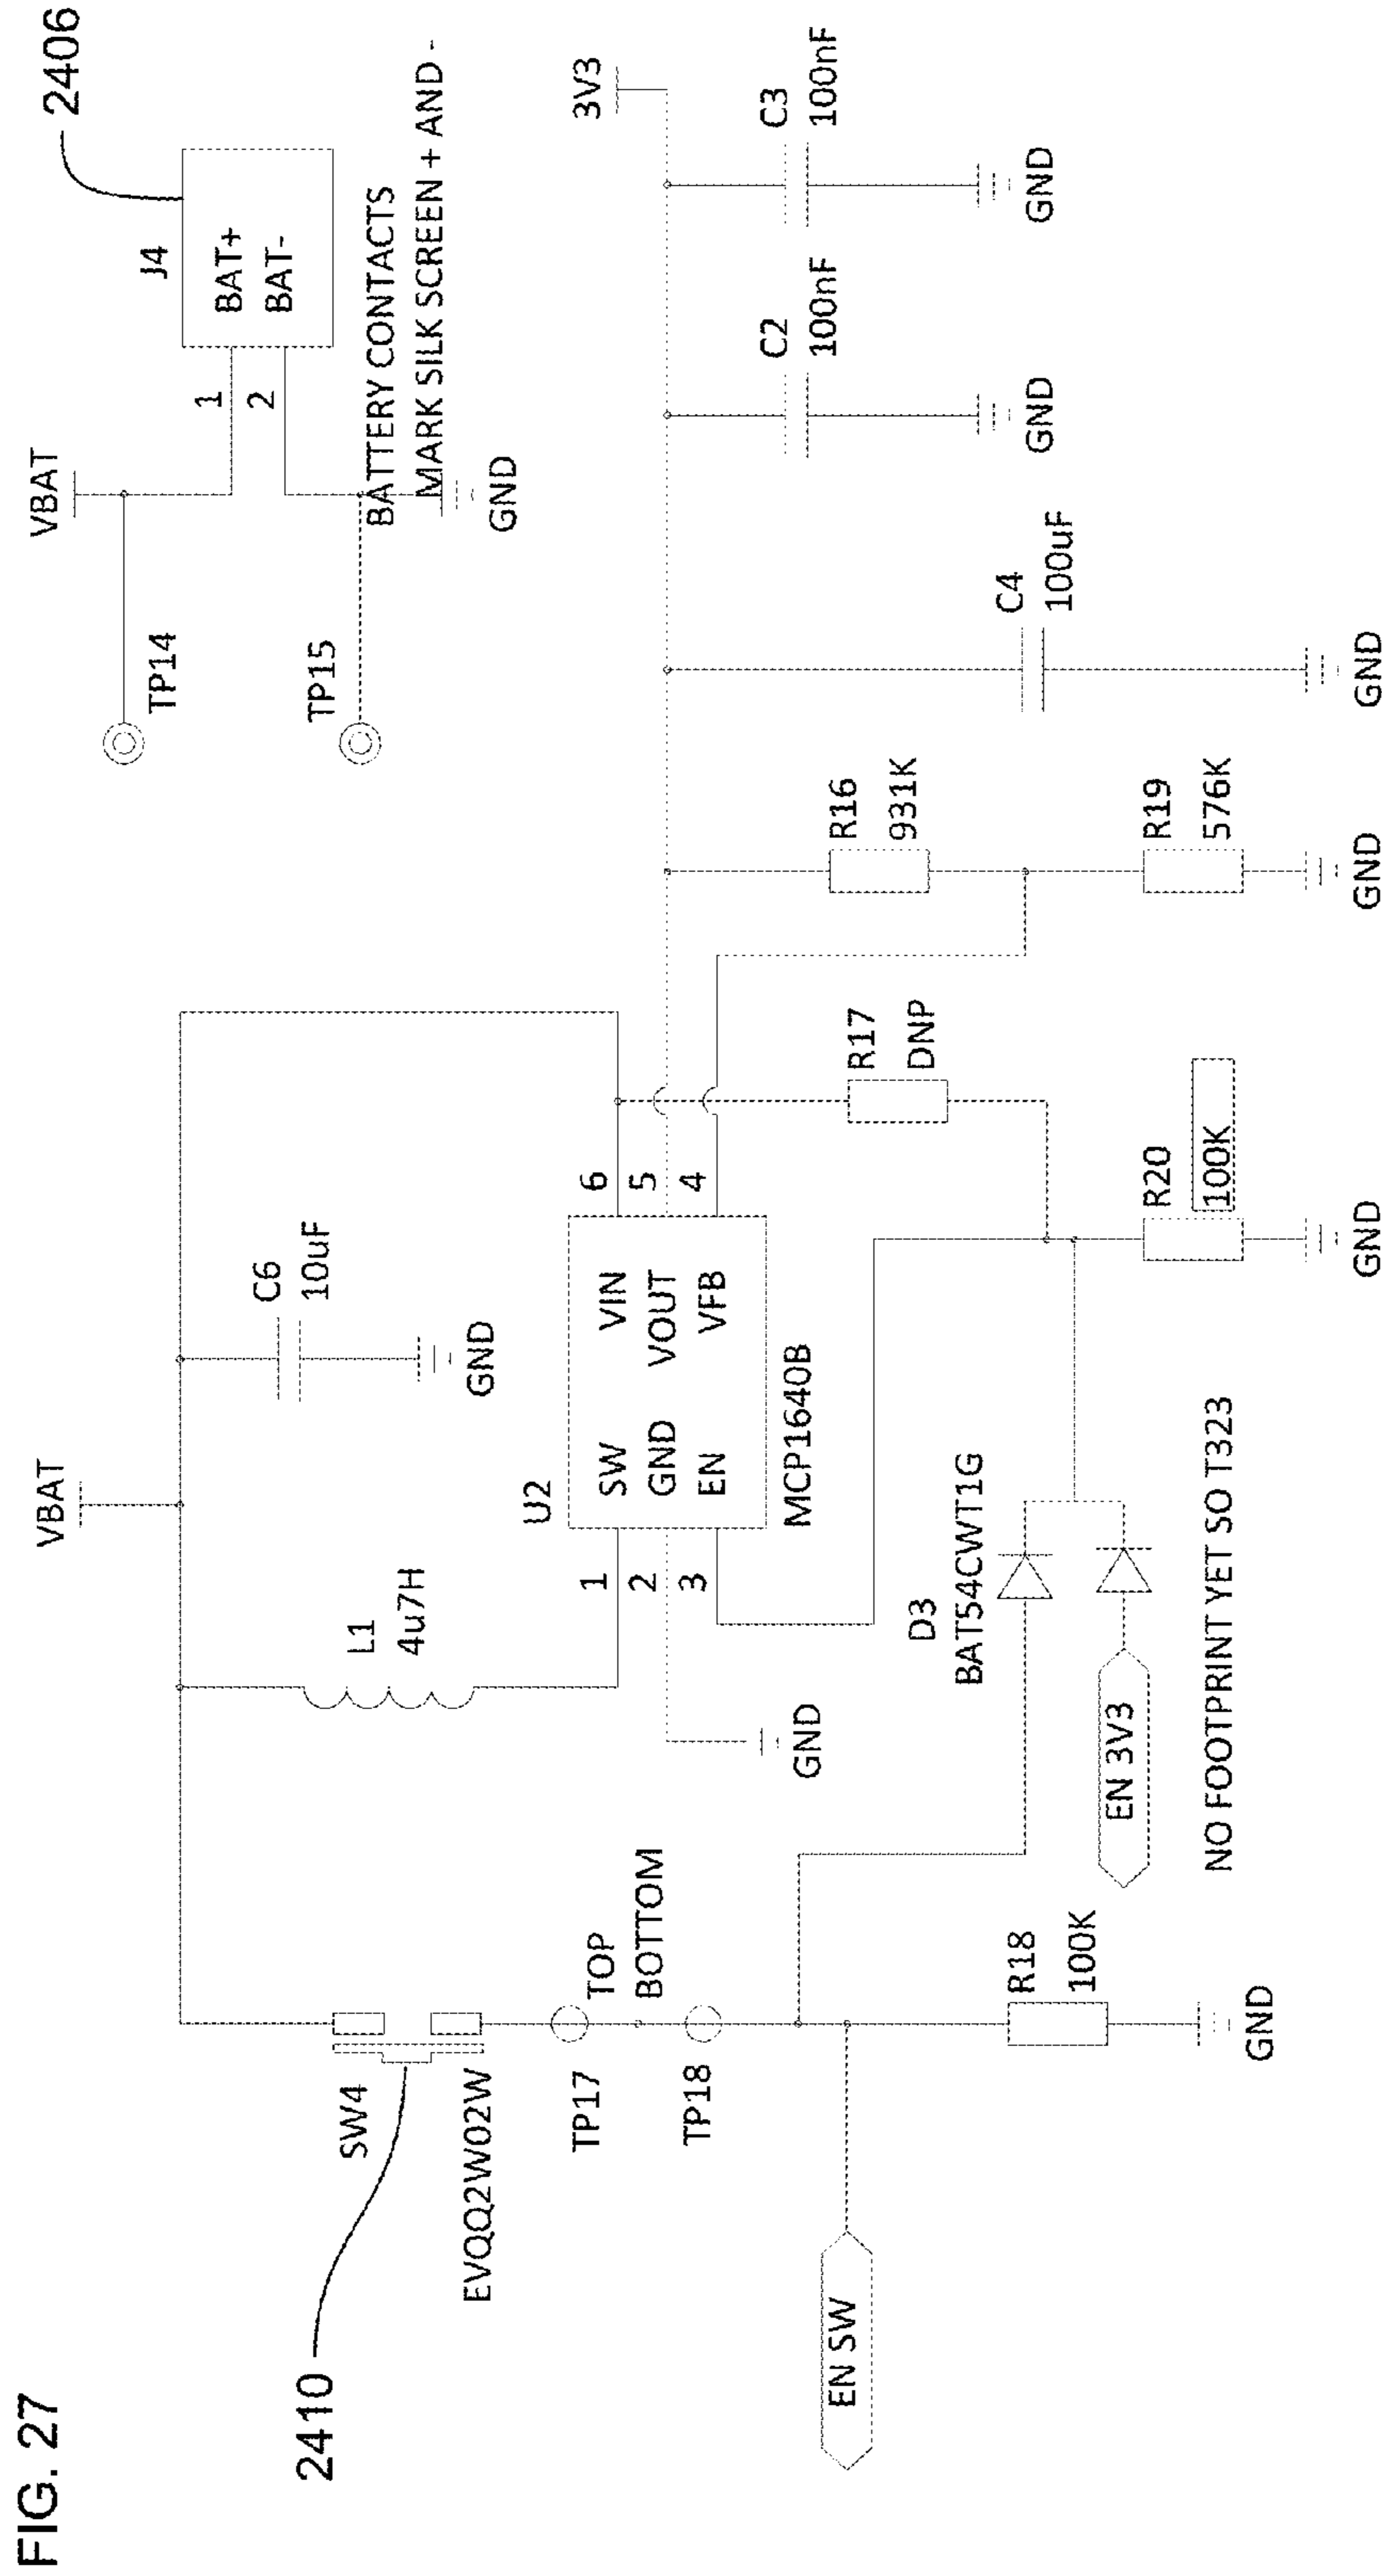 FIG. 27
2410
SW4
EVQQ2W02W
TP17
TOP
BOTTOM
TP18
EN SW
R18
100K
GND
VBAT
L1
4u7H
C6
10uF
GND
U2
1
2
3
SW
GND
EN
VIN
VOUT
VFB
6
5
4
MCP1640B
GND
D3
BAT54CWT1G
EN 3V3
NO FOOTPRINT YET SO T323
R17
DNP
R20
100K
GND
R16
931K
R19
576K
GND
C4
100uF
GND
C2
100nF
GND
C3
100nF
GND
3V3
VBAT
TP14
TP15
1
2
J4
BAT+
BAT-
2406
BATTERY CONTACTS
MARK SILK SCREEN + AND -
GND